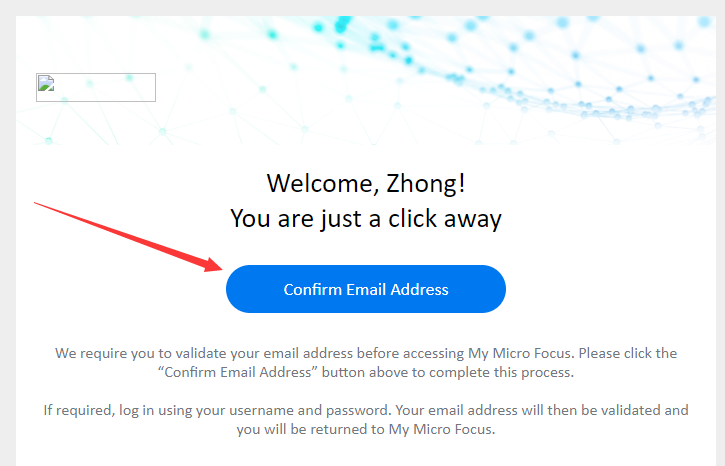 Welcome, Zhong!
You are just a click away
Confirm Email Address
We require you to validate your email address before accessing My Micro Focus. Please click the
“Confirm Email Address” button above to complete this process.
If required, log in using your username and password. Your email address will then be validated and
you will be returned to My Micro Focus.